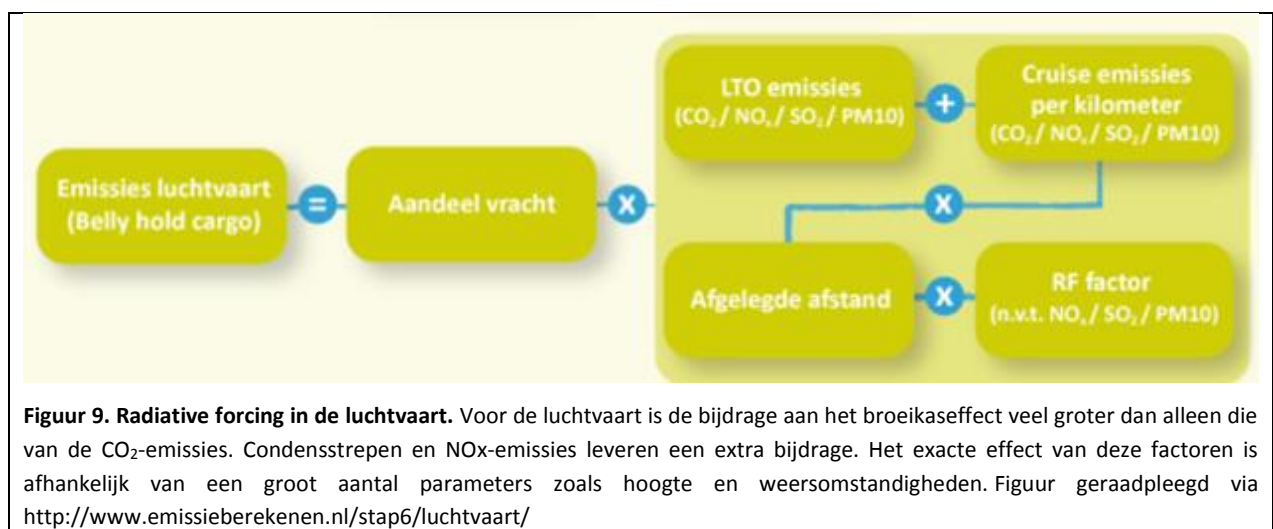 LTO emissies
(CO₂/ NOₓ/ SO₂/ PM10)
+
Cruise emissies
per kilometer
(CO₂/ NOₓ/ SO₂/ PM10)
Emissies luchtvaart
(Belly hold cargo)
=
Aandeel vracht
X
X
Afgelegde afstand
X
RF factor
(n.v.t. NOₓ/ SO₂/ PM10)
Figuur 9. Radiative forcing in de luchtvaart. Voor de luchtvaart is de bijdrage aan het broeikaseffect veel groter dan alleen die
van de CO₂-emissies. Condensstrepen en NOx-emissies leveren een extra bijdrage. Het exacte effect van deze factoren is
afhankelijk van een groot aantal parameters zoals hoogte en weersomstandigheden. Figuur geraadpleegd via
http://www.emissieberekenen.nl/stap6/luchtvaart/